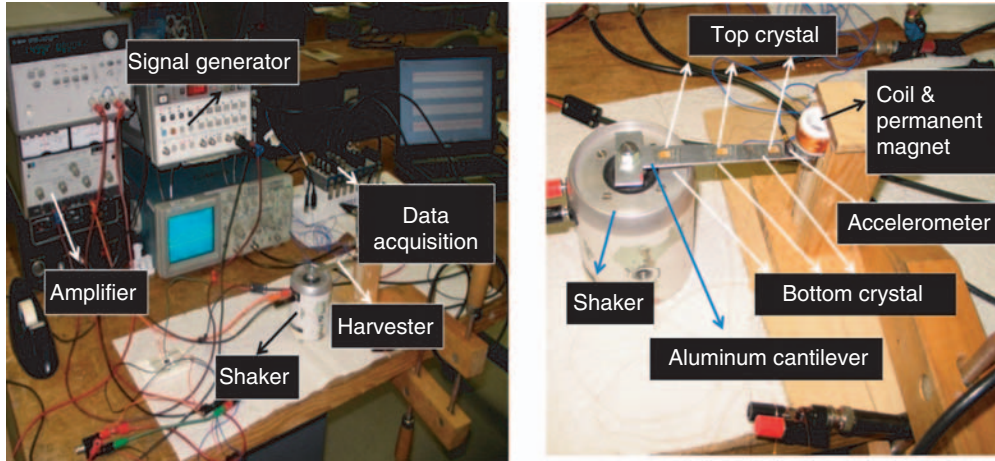 Signal generator
Data
acquisition
Amplifier
Harvester
Shaker
Top crystal
Coil &
permanent
magnet
Accelerometer
Shaker
Bottom crystal
Aluminum cantilever